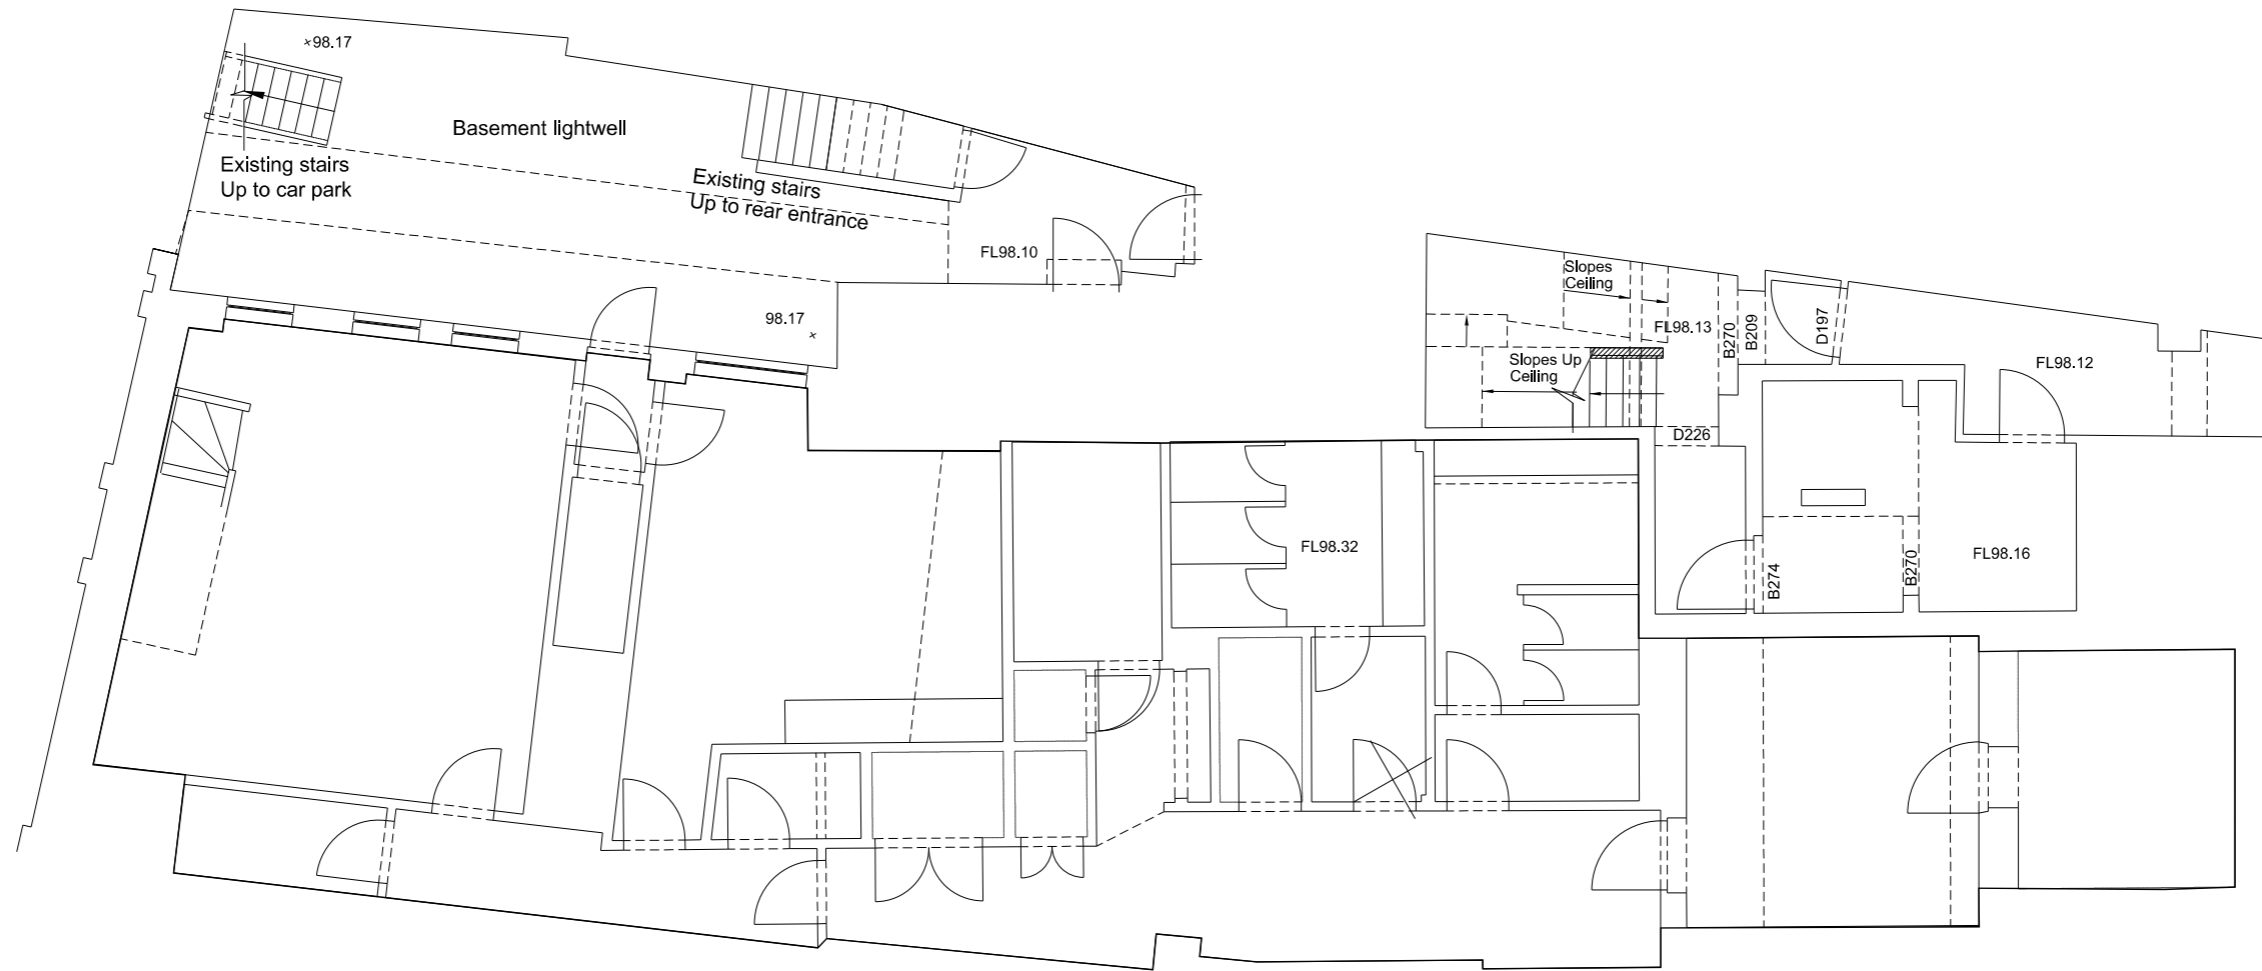 ×98.17
Basement lightwell
Existing stairs
Up to car park
Existing stairs
Up to rear entrance
FL98.10
98.17
Slopes
Ceiling
FL98.13
B270
B209
D197
Slopes Up
Ceiling
FL98.12
D226
FL98.32
B274
B270
FL98.16